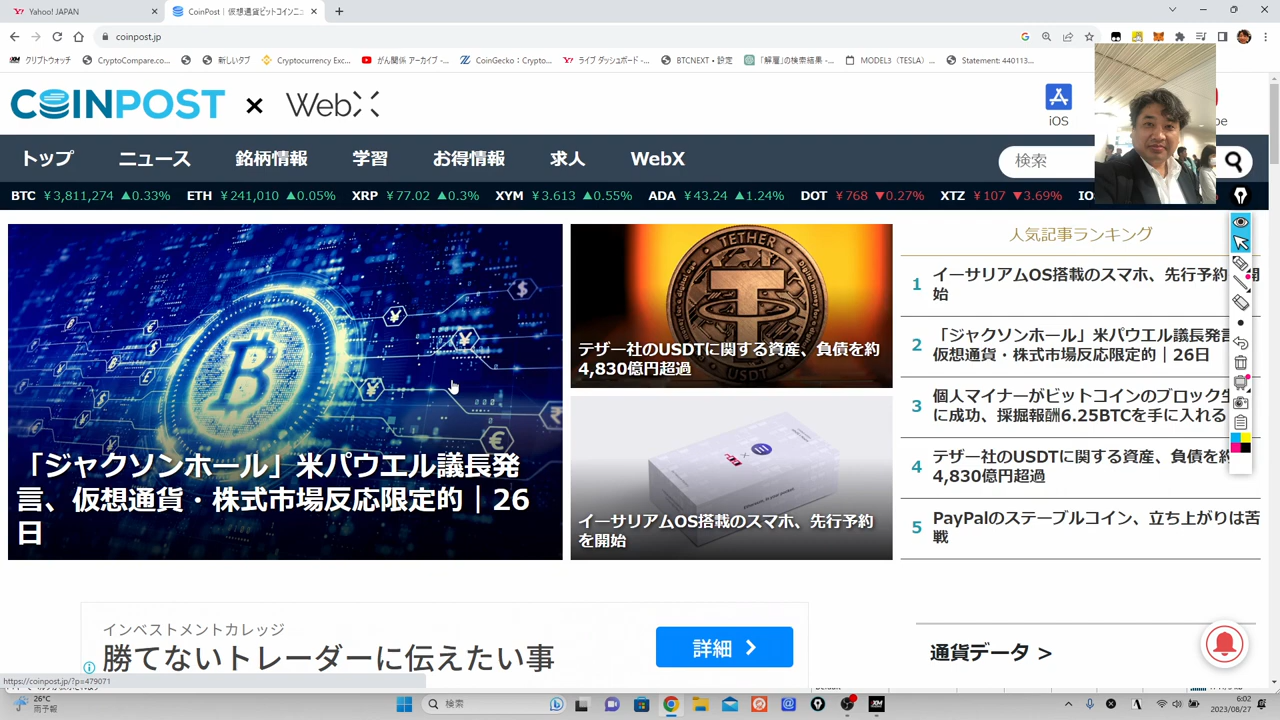 Yahoo! JAPAN
CoinPost｜仮想通貨ビットコインニュ
coinpost.jp
クリプトウォッチ
CryptoCompare.co...
新しいタブ
Cryptocurrency Exc...
がん関係 アーカイブ -...
CoinGecko : Crypto...
ライブ ダッシュボード -...
BTCNEXT • 設定
「解雇」の検索結果 -...
MODEL3（TESLA）...
Statement: 440113...
COINPOST × WebX
iOS
トップ ニュース 銘柄情報 学習 お得情報 求人 WebX
検索
BTC ¥3,811,274 ▲0.33% ETH ¥241,010 ▲0.05% XRP ¥77.02 ▲0.3% XYM ¥3.613 ▲0.55% ADA ¥43.24 ▲1.24% DOT ¥768 ▼0.27% XTZ ¥107 ▼3.69%
「ジャクソンホール」米パウエル議長発
言、仮想通貨・株式市場反応限定的｜26
日
TETHER
USDT
テザー社のUSDTに関する資産、負債を約
4,830億円超過
イーサリアムOS搭載のスマホ、先行予約
を開始
人気記事ランキング
1 イーサリアムOS搭載のスマホ、先行予約
始
2 「ジャクソンホール」米パウエル議長発言
仮想通貨・株式市場反応限定的｜26日
3 個人マイナーがビットコインのブロック生
に成功、採掘報酬6.25BTCを手に入れる
4 テザー社のUSDTに関する資産、負債を約
4,830億円超過
5 PayPalのステーブルコイン、立ち上がりは苦
戦
インベストメントカレッジ
勝てないトレーダーに伝えたい事
詳細
通貨データ >
https://coinpost.jp/?p=479071
26°C
雨予報
検索
6:02
2023/08/27